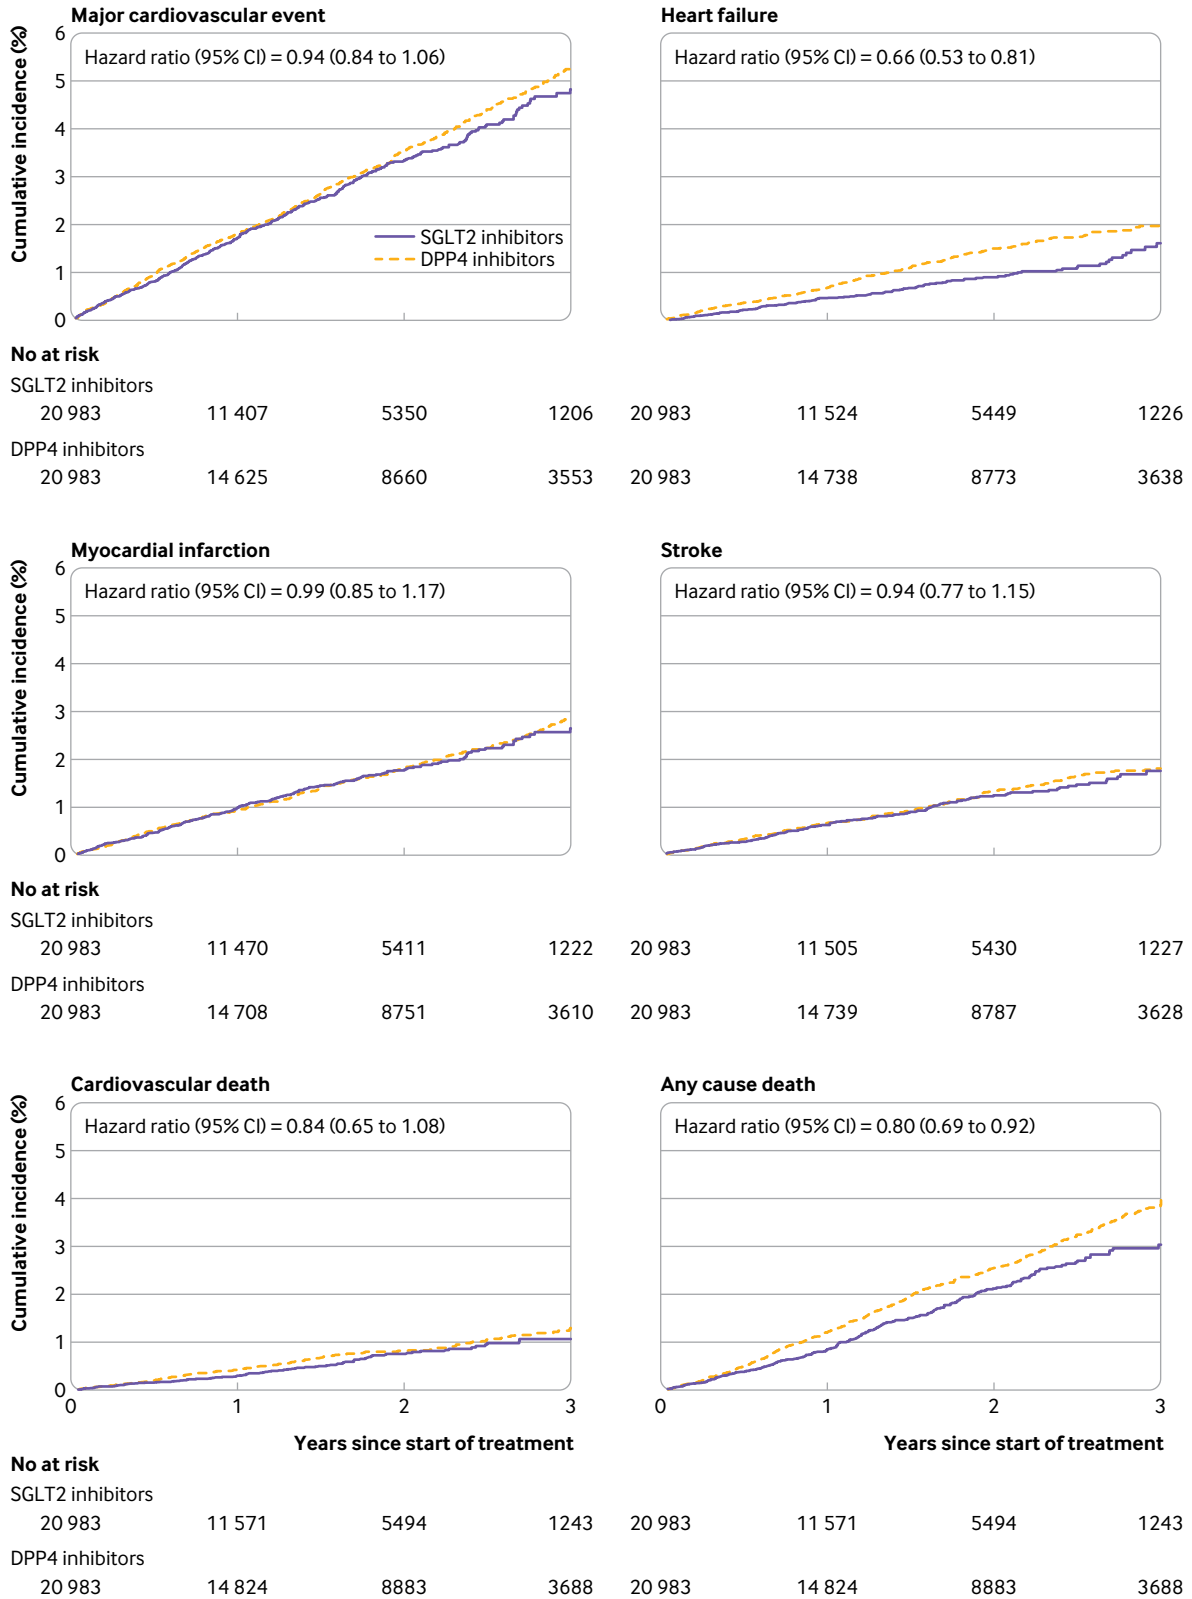 Major cardiovascular event
Heart failure
Cumulative incidence (%)
6
5
4
3
2
1
0
Hazard ratio (95% CI) = 0.94 (0.84 to 1.06)
SGLT2 inhibitors
DPP4 inhibitors
Hazard ratio (95% CI) = 0.66 (0.53 to 0.81)
No at risk
SGLT2 inhibitors
20 983 11 407 5350 1206 20 983 11 524 5449 1226
DPP4 inhibitors
20 983 14 625 8660 3553 20 983 14 738 8773 3638
Myocardial infarction
Stroke
Cumulative incidence (%)
6
5
4
3
2
1
0
Hazard ratio (95% CI) = 0.99 (0.85 to 1.17)
Hazard ratio (95% CI) = 0.94 (0.77 to 1.15)
No at risk
SGLT2 inhibitors
20 983 11 470 5411 1222 20 983 11 505 5430 1227
DPP4 inhibitors
20 983 14 708 8751 3610 20 983 14 739 8787 3628
Cardiovascular death
Any cause death
Cumulative incidence (%)
6
5
4
3
2
1
0
Hazard ratio (95% CI) = 0.84 (0.65 to 1.08)
Hazard ratio (95% CI) = 0.80 (0.69 to 0.92)
0 1 2 3 0 1 2 3
Years since start of treatment
Years since start of treatment
No at risk
SGLT2 inhibitors
20 983 11 571 5494 1243 20 983 11 571 5494 1243
DPP4 inhibitors
20 983 14 824 8883 3688 20 983 14 824 8883 3688